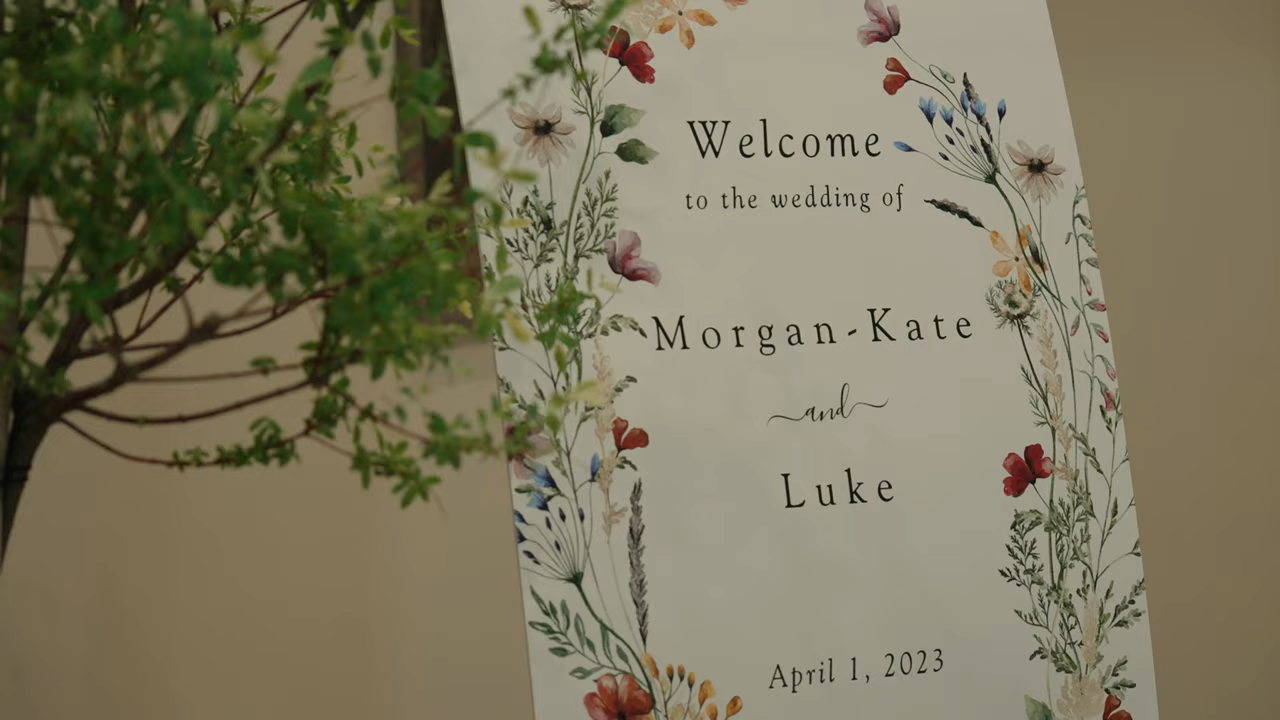 Welcome
to the wedding of
Morgan-Kate
and
Luke
April 1, 2023